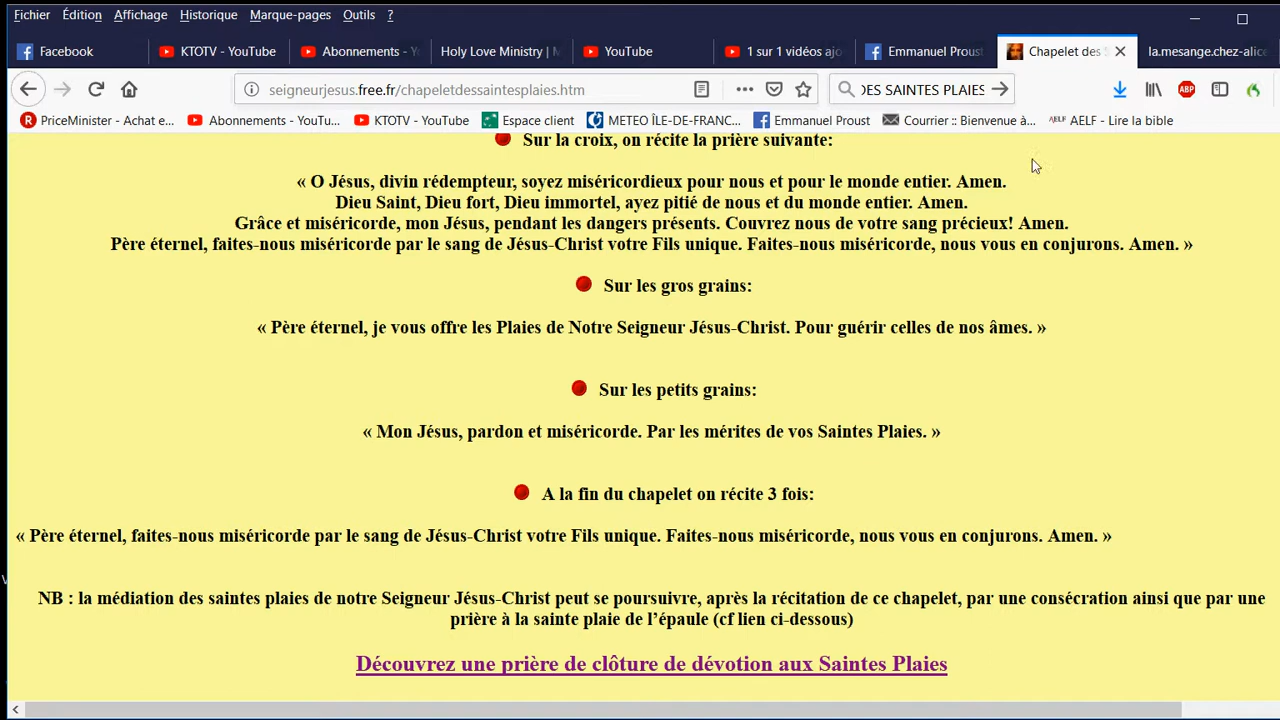 Fichier Édition Affichage Historique Marque-pages Outils ?
Facebook KTOTV - YouTube Abonnements - Y Holy Love Ministry | M YouTube 1 sur 1 vidéos ajo Emmanuel Proust Chapelet des la.mesange.chez-alice
seigneurjesus.free.fr/chapeletdessaintesplaies.htm DES SAINTES PLAIES
PriceMinister - Achat e... Abonnements - YouTu... KTOTV - YouTube Espace client METEO ÎLE-DE-FRANC... Emmanuel Proust Courrier :: Bienvenue à... AELF AELF - Lire la bible
Sur la croix, on récite la prière suivante:
« O Jésus, divin rédempteur, soyez miséricordieux pour nous et pour le monde entier. Amen.
Dieu Saint, Dieu fort, Dieu immortel, ayez pitié de nous et du monde entier. Amen.
Grâce et miséricorde, mon Jésus, pendant les dangers présents. Couvrez nous de votre sang précieux! Amen.
Père éternel, faites-nous miséricorde par le sang de Jésus-Christ votre Fils unique. Faites-nous miséricorde, nous vous en conjurons. Amen. »
Sur les gros grains:
« Père éternel, je vous offre les Plaies de Notre Seigneur Jésus-Christ. Pour guérir celles de nos âmes. »
Sur les petits grains:
« Mon Jésus, pardon et miséricorde. Par les mérites de vos Saintes Plaies. »
A la fin du chapelet on récite 3 fois:
« Père éternel, faites-nous miséricorde par le sang de Jésus-Christ votre Fils unique. Faites-nous miséricorde, nous vous en conjurons. Amen. »
NB : la médiation des saintes plaies de notre Seigneur Jésus-Christ peut se poursuivre, après la récitation de ce chapelet, par une consécration ainsi que par une
prière à la sainte plaie de l’épaule (cf lien ci-dessous)
Découvrez une prière de clôture de dévotion aux Saintes Plaies